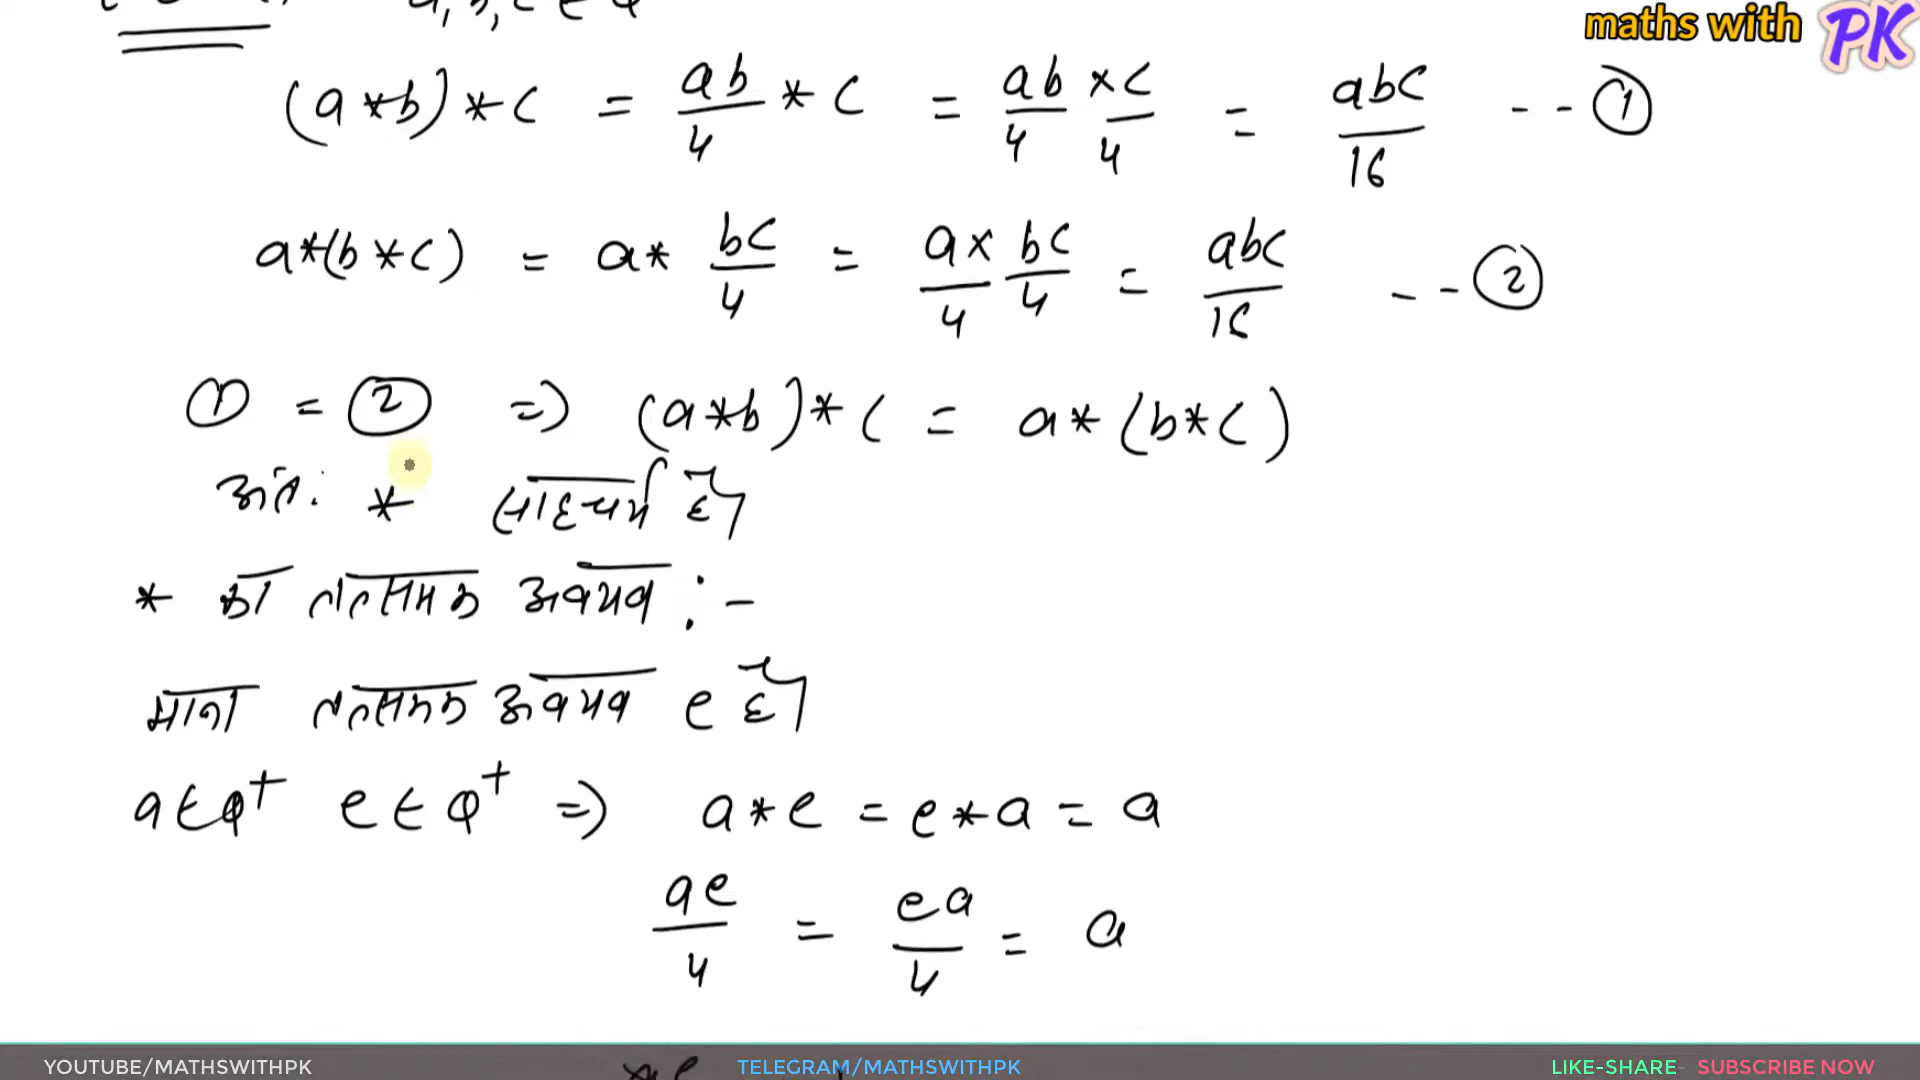 maths with PK
a, b, c ∈ Q
(a*b)*c = ab/4 * c = ab/4 × c/4 = abc/16 -- ①
a*(b*c) = a* bc/4 = a/4 × bc/4 = abc/16 -- ②
① = ② => (a*b)*c = a*(b*c)
अतः * साहचर्य है
* का तत्समक अवयव :-
माना तत्समक अवयव e है
a∈Q⁺ e∈Q⁺ => a*e = e*a = a
ae/4 = ea/4 = a
YOUTUBE/MATHSWITHPK TELEGRAM/MATHSWITHPK LIKE-SHARE- SUBSCRIBE NOW